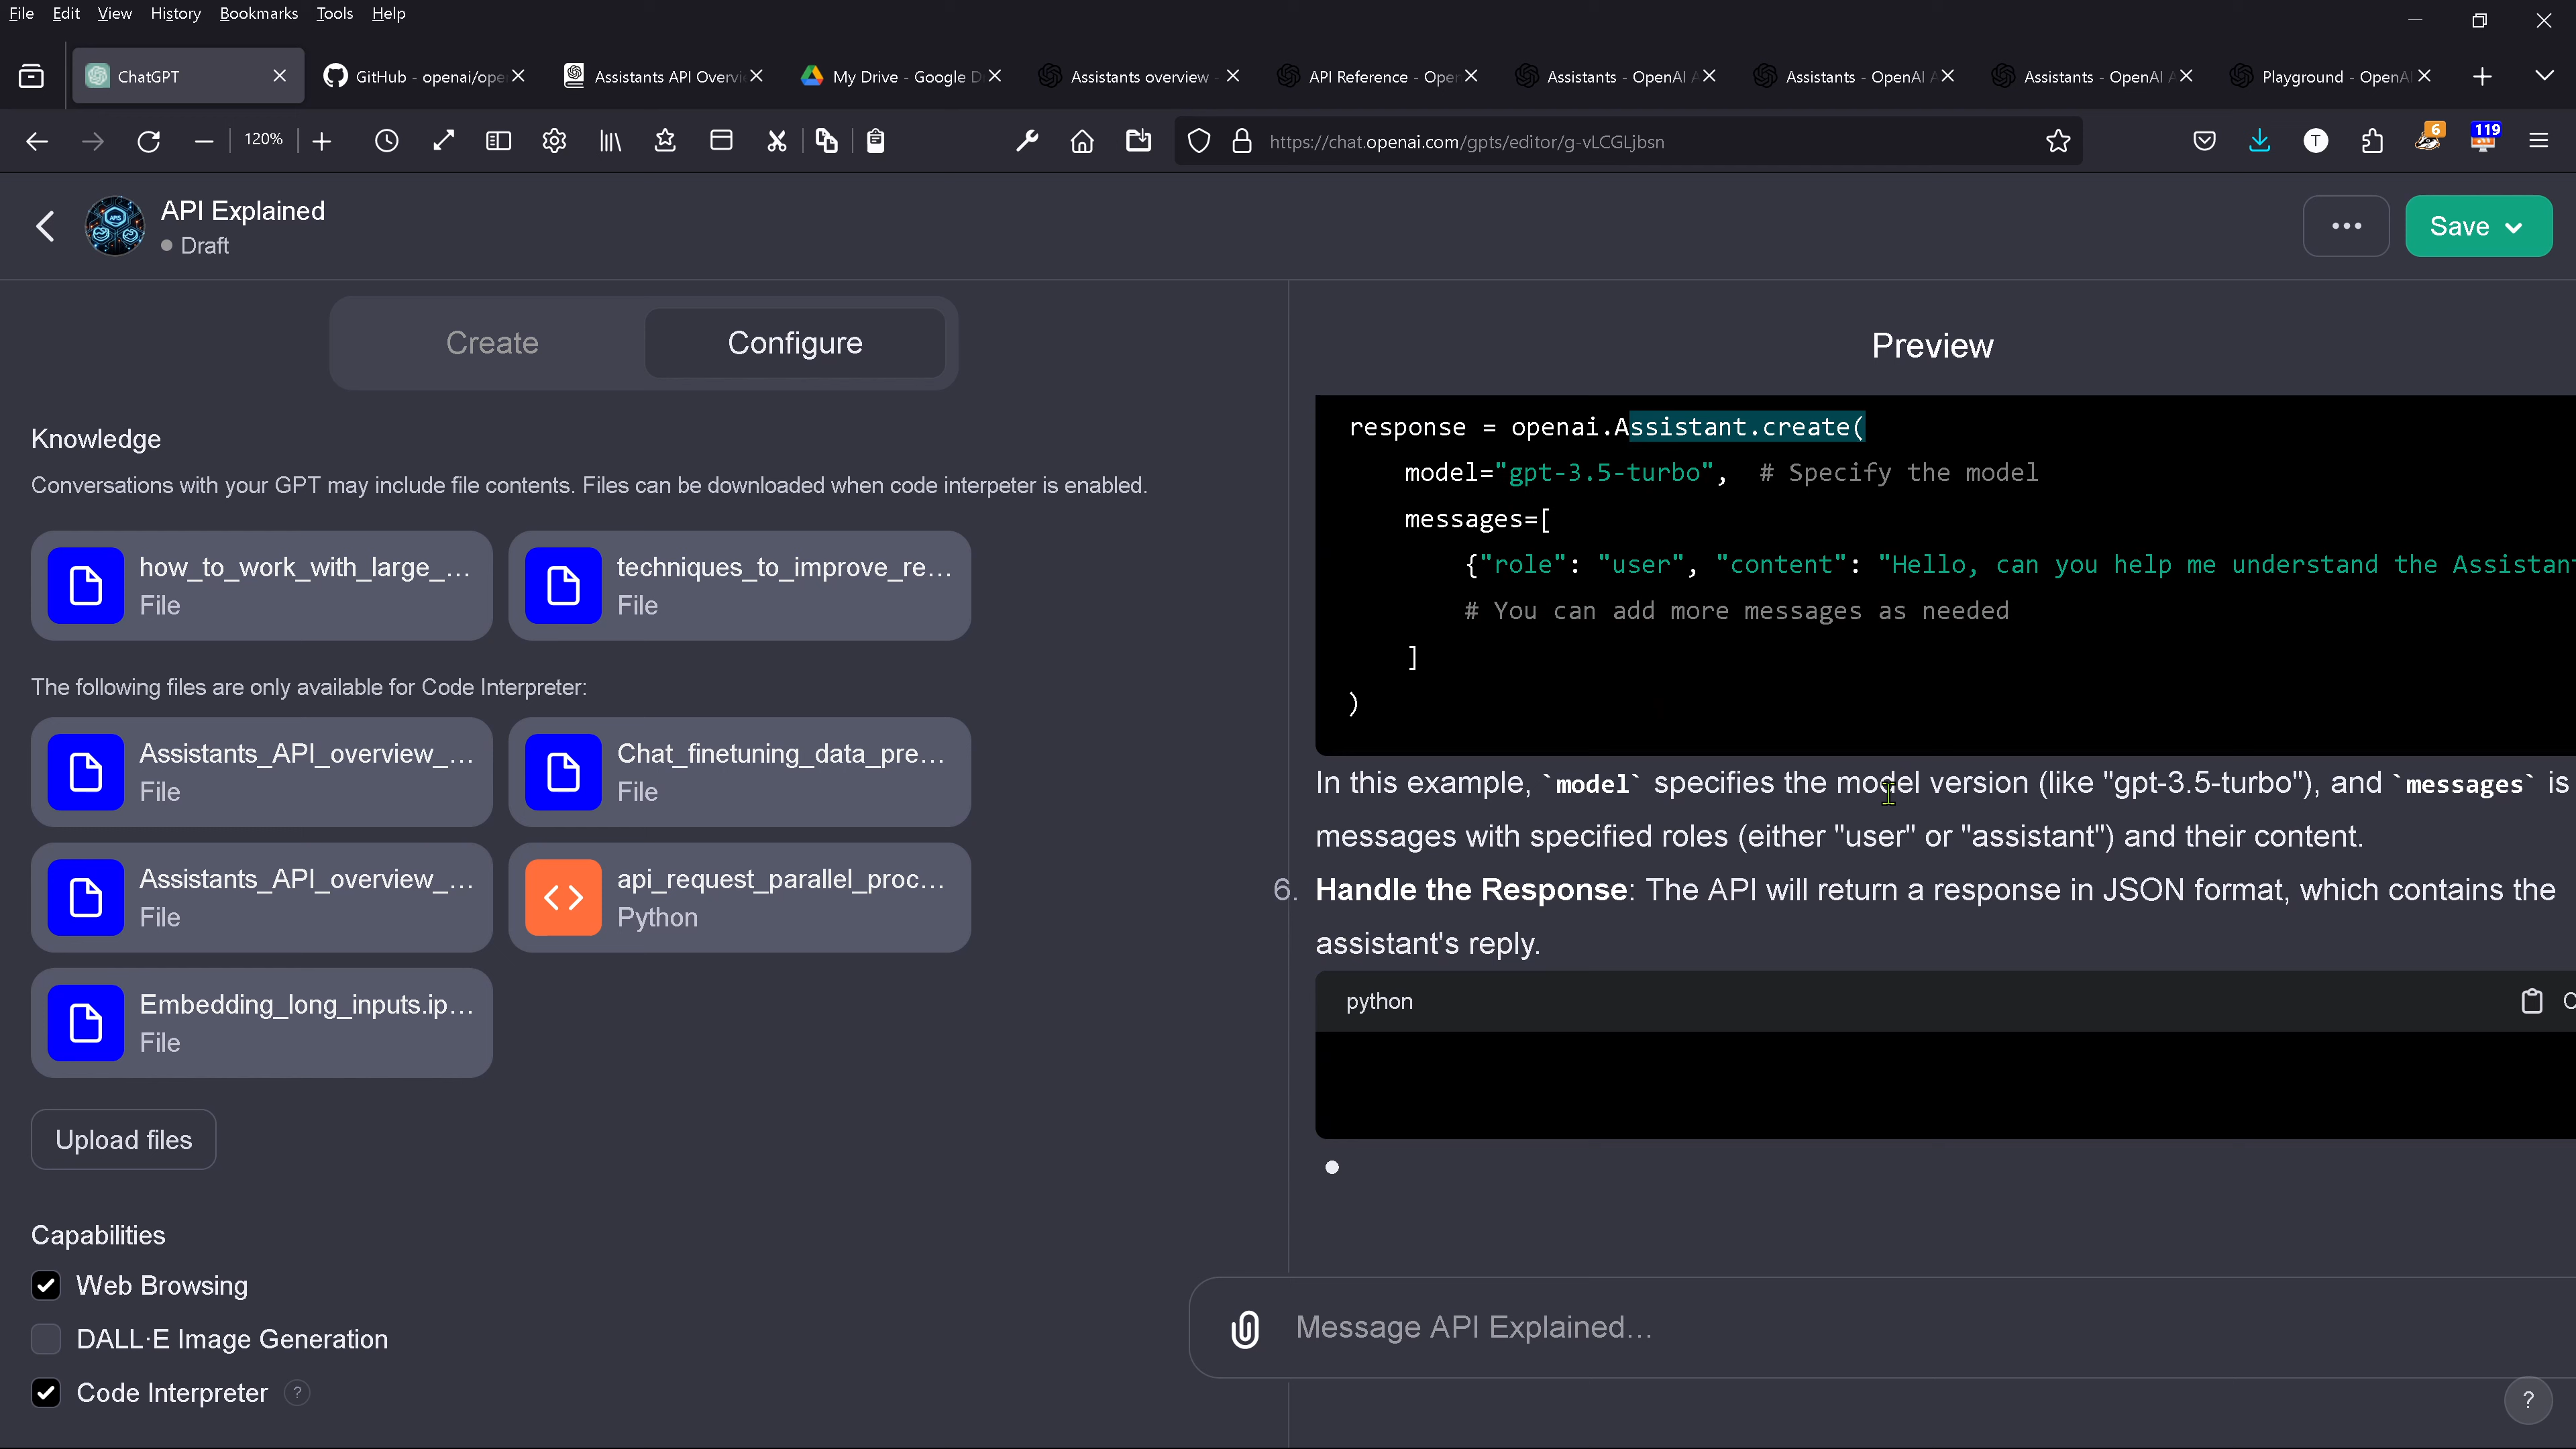 File Edit View History Bookmarks Tools Help
ChatGPT
GitHub - openai/ope
Assistants API Overvi
My Drive - Google D
Assistants overview -
API Reference - Ope
Assistants - OpenAI A
Assistants - OpenAI A
Assistants - OpenAI A
Playground - OpenA
120%
https://chat.openai.com/gpts/editor/g-vLCGLjbsn
T
6
119
API Explained
Draft
Save
Create
Configure
Knowledge
Conversations with your GPT may include file contents. Files can be downloaded when code interpeter is enabled.
how_to_work_with_large_...
File
techniques_to_improve_re...
File
The following files are only available for Code Interpreter:
Assistants_API_overview_...
File
Chat_finetuning_data_pre...
File
Assistants_API_overview_...
File
api_request_parallel_proc...
Python
Embedding_long_inputs.ip...
File
Upload files
Capabilities
Web Browsing
DALL·E Image Generation
Code Interpreter ?
Preview
response = openai.Assistant.create(
model="gpt-3.5-turbo", # Specify the model
messages=[
{"role": "user", "content": "Hello, can you help me understand the Assistan
# You can add more messages as needed
]
)
In this example, `model` specifies the model version (like "gpt-3.5-turbo"), and `messages` is
messages with specified roles (either "user" or "assistant") and their content.
6. Handle the Response: The API will return a response in JSON format, which contains the
assistant's reply.
python
C
Message API Explained...
?